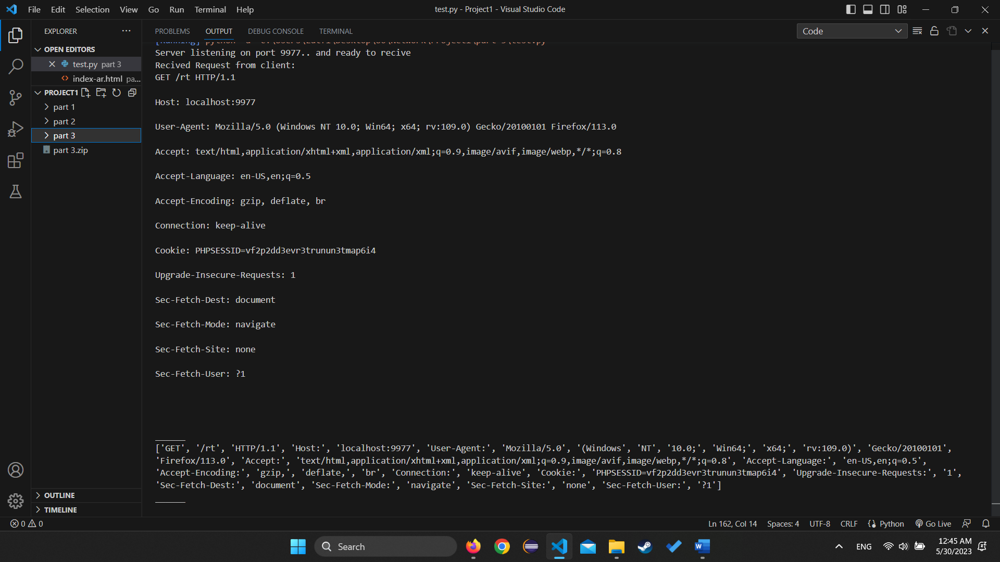 File Edit Selection View Go Run Terminal Help
test.py - Project1 - Visual Studio Code
EXPLORER
OPEN EDITORS
test.py part 3
index-ar.html pa...
PROJECT1
part 1
part 2
part 3
part 3.zip
OUTLINE
TIMELINE
PROBLEMS OUTPUT DEBUG CONSOLE TERMINAL
Code
Server listening on port 9977.. and ready to recive
Recived Request from client:
GET /rt HTTP/1.1
Host: localhost:9977
User-Agent: Mozilla/5.0 (Windows NT 10.0; Win64; x64; rv:109.0) Gecko/20100101 Firefox/113.0
Accept: text/html,application/xhtml+xml,application/xml;q=0.9,image/avif,image/webp,*/*;q=0.8
Accept-Language: en-US,en;q=0.5
Accept-Encoding: gzip, deflate, br
Connection: keep-alive
Cookie: PHPSESSID=vf2p2dd3evr3trunun3tmap6i4
Upgrade-Insecure-Requests: 1
Sec-Fetch-Dest: document
Sec-Fetch-Mode: navigate
Sec-Fetch-Site: none
Sec-Fetch-User: ?1
______
['GET', '/rt', 'HTTP/1.1', 'Host:', 'localhost:9977', 'User-Agent:', 'Mozilla/5.0', '(Windows', 'NT', '10.0;', 'Win64;', 'x64;', 'rv:109.0)', 'Gecko/20100101',
'Firefox/113.0', 'Accept:', 'text/html,application/xhtml+xml,application/xml;q=0.9,image/avif,image/webp,*/*;q=0.8', 'Accept-Language:', 'en-US,en;q=0.5',
'Accept-Encoding:', 'gzip,', 'deflate,', 'br', 'Connection:', 'keep-alive', 'Cookie:', 'PHPSESSID=vf2p2dd3evr3trunun3tmap6i4', 'Upgrade-Insecure-Requests:', '1',
'Sec-Fetch-Dest:', 'document', 'Sec-Fetch-Mode:', 'navigate', 'Sec-Fetch-Site:', 'none', 'Sec-Fetch-User:', '?1']
______
0 0
Ln 162, Col 14 Spaces: 4 UTF-8 CRLF Python Go Live
Search
ENG
12:45 AM
5/30/2023